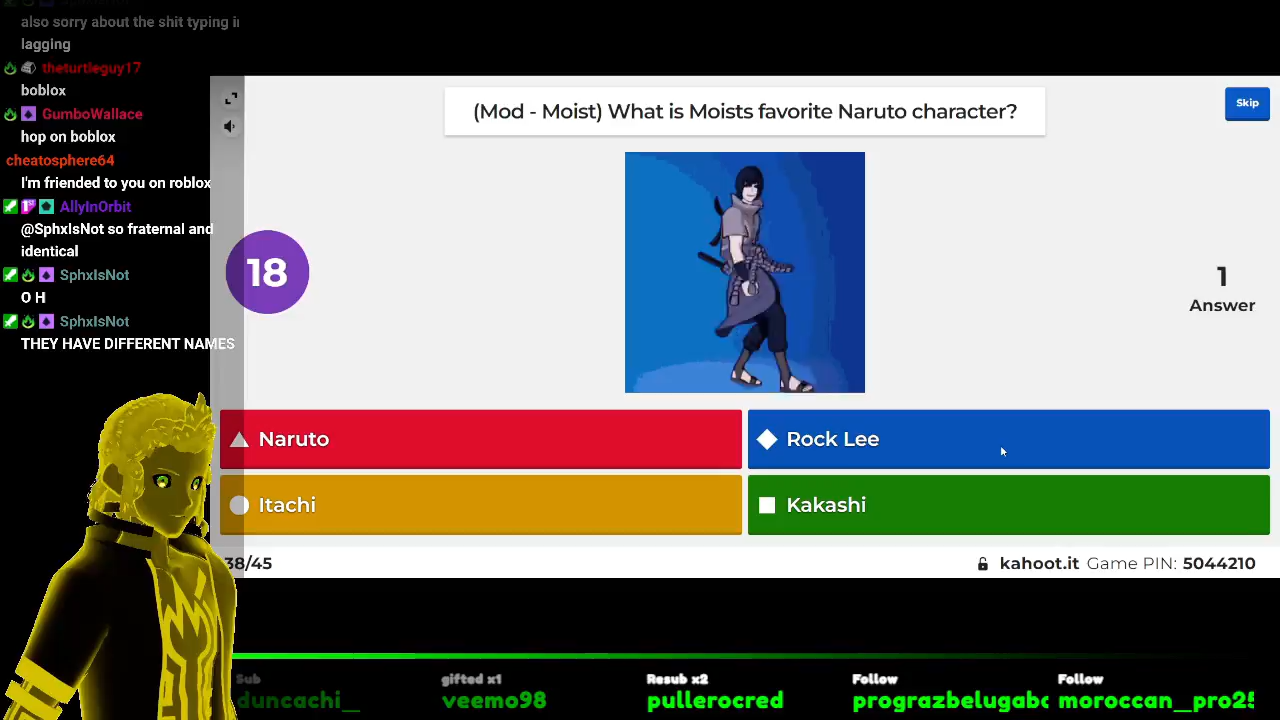 also sorry about the shit typing
lagging
theturtleguy17
boblox
GumboWallace
hop on boblox
cheatosphere64
I'm friended to you on roblox
AllyInOrbit
@SphxIsNot so fraternal and
identical
SphxIsNot
O H
SphxIsNot
THEY HAVE DIFFERENT NAMES
(Mod - Moist) What is Moists favorite Naruto character?
Skip
18
1
Answer
Naruto
Rock Lee
Itachi
Kakashi
38/45
kahoot.it Game PIN: 5044210
Sub
duncachi_
gifted x1
veemo98
Resub x2
pullerocred
Follow
prograzbelugab
Follow
moroccan_pro25